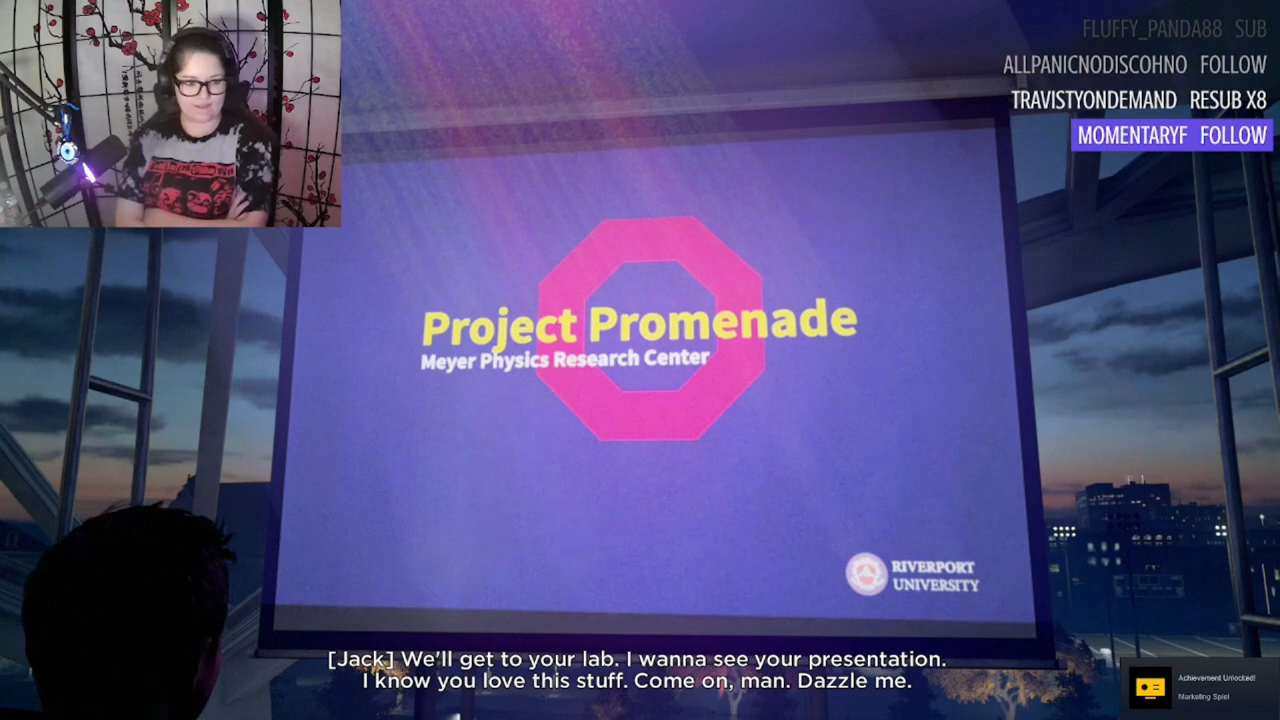 FLUFFY_PANDA88 SUB
ALLPANICNODISCOHNO FOLLOW
TRAVISTYONDEMAND RESUB X8
MOMENTARYF FOLLOW
Project Promenade
Meyer Physics Research Center
RIVERPORT
UNIVERSITY
[Jack] We'll get to your lab. I wanna see your presentation.
I know you love this stuff. Come on, man. Dazzle me.
Achievement Unlocked!
Marketing Spiel